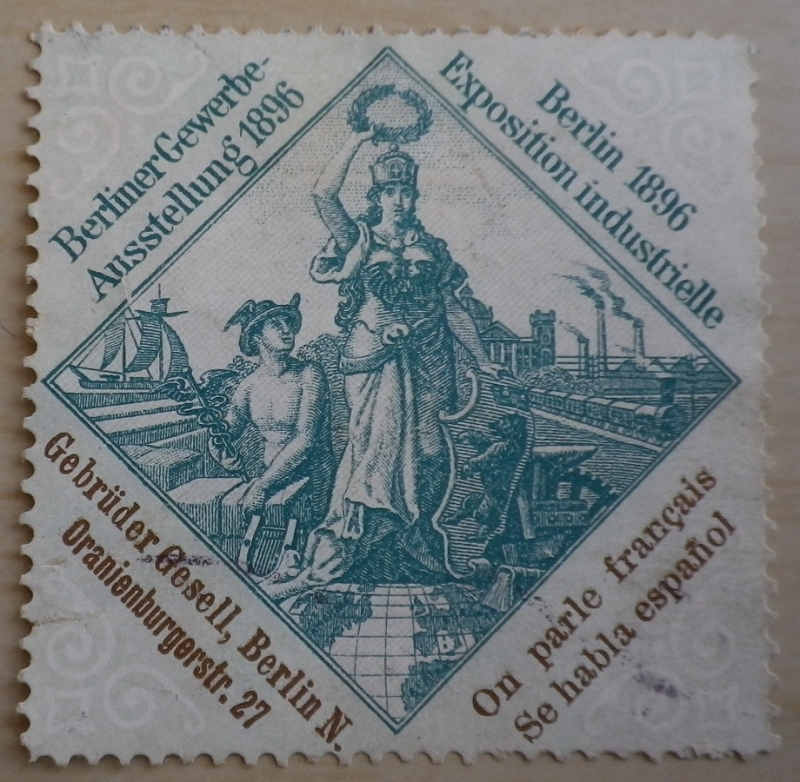 Berliner Gewerbe-
Ausstellung 1896
Berlin 1896
Exposition industrielle
Gebrüder Gesell, Berlin N.
Oranienburgerstr. 27
On parle français
Se habla español
B